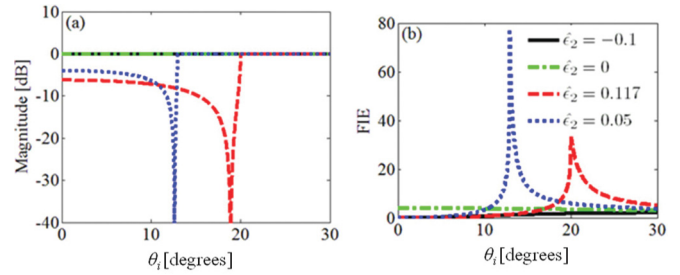 (a)
10
0
-10
-20
-30
-40
Magnitude [dB]
0 10 20 30
θi [degrees]
(b)
80
60
40
20
0
FIE
ϵ̂2 = −0.1
ϵ̂2 = 0
ϵ̂2 = 0.117
ϵ̂2 = 0.05
0 10 20 30
θi [degrees]